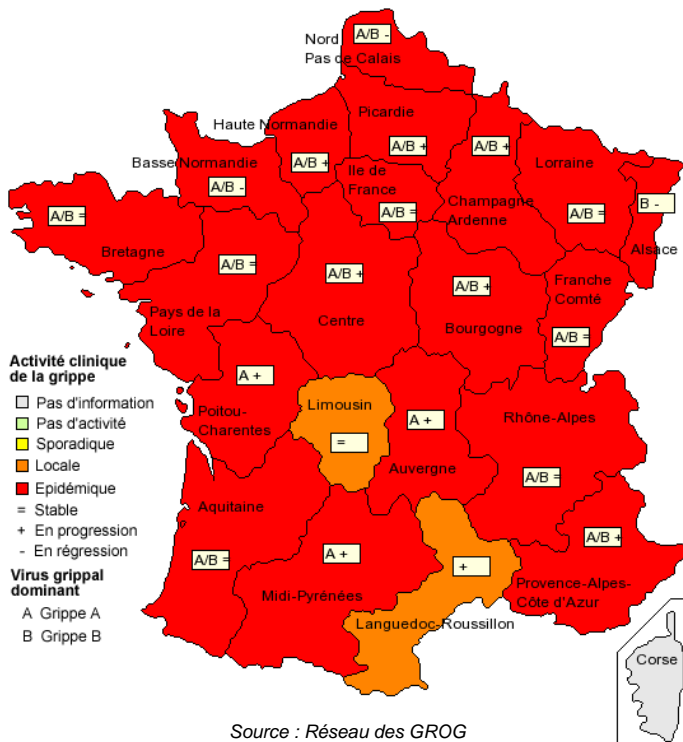 A/B -
Nord
Pas de Calais
Picardie
Haute Normandie
A/B +
A/B +
A/B +
Lorraine
Basse Normandie
Ile de
France
A/B -
B -
Champagne
Ardenne
A/B =
A/B =
A/B =
Bretagne
Alsace
A/B =
A/B +
A/B +
Franche
Comté
Pays de la
Loire
Centre
Bourgogne
A/B =
Activité clinique
de la grippe
Pas d'information
Pas d'activité
Sporadique
Locale
Epidémique
= Stable
+ En progression
- En régression
Virus grippal
dominant
A Grippe A
B Grippe B
A +
Poitou-
Charentes
Limousin
=
A +
Auvergne
Rhône-Alpes
A/B =
Aquitaine
A/B =
A +
Midi-Pyrénées
+
Languedoc-Roussillon
A/B +
Provence-Alpes-
Côte d'Azur
Corse
Source : Réseau des GROG